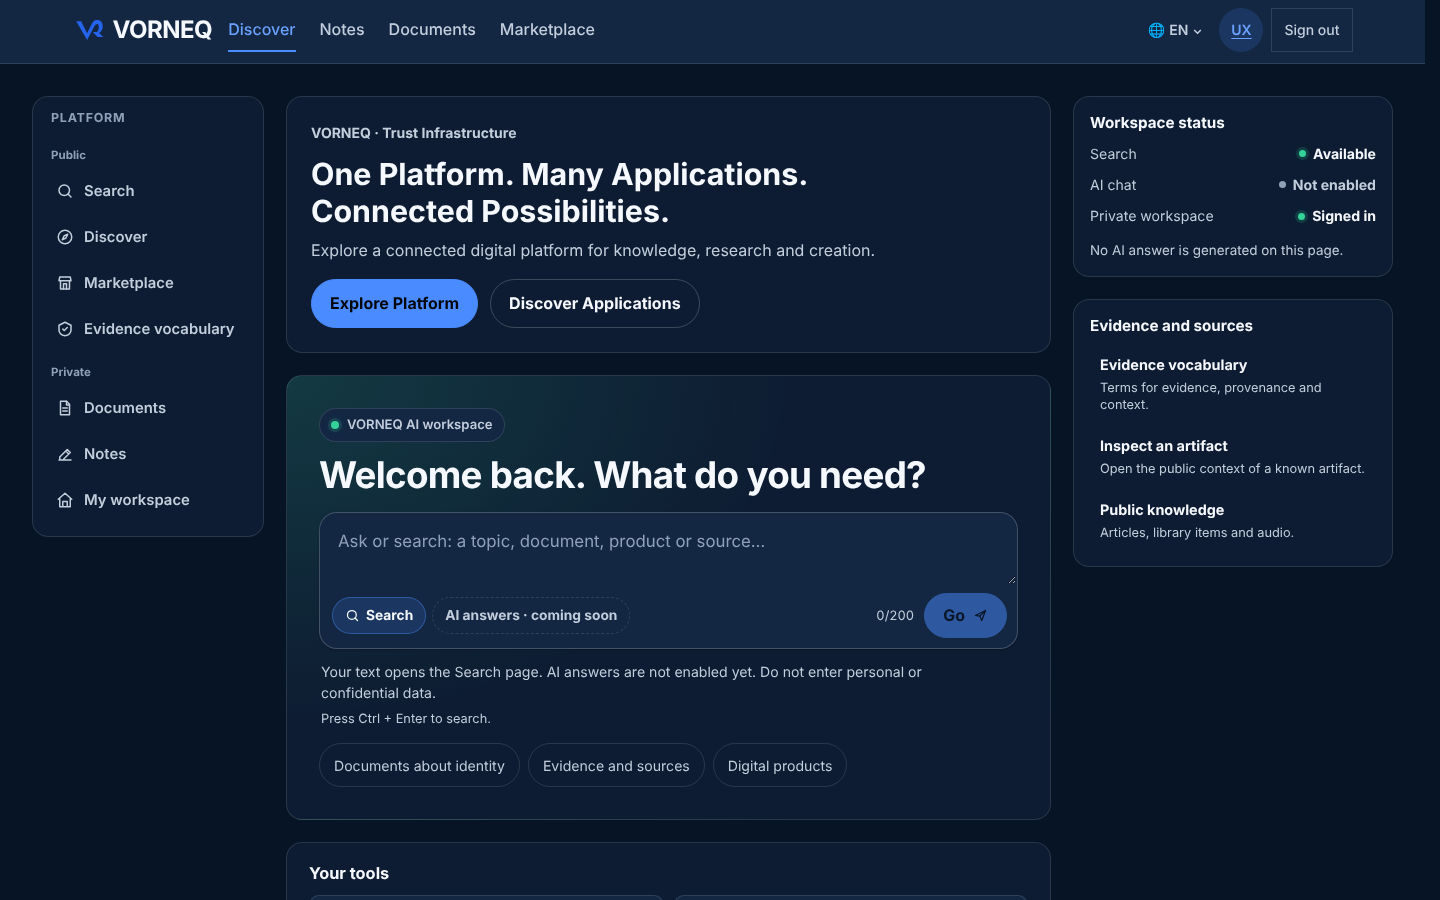 VORNEQ
Discover
Notes
Documents
Marketplace
EN
UX
Sign out
PLATFORM
Public
Search
Discover
Marketplace
Evidence vocabulary
Private
Documents
Notes
My workspace
VORNEQ · Trust Infrastructure
One Platform. Many Applications.
Connected Possibilities.
Explore a connected digital platform for knowledge, research and creation.
Explore Platform
Discover Applications
VORNEQ AI workspace
Welcome back. What do you need?
Ask or search: a topic, document, product or source...
Search
AI answers · coming soon
0/200
Go
Your text opens the Search page. AI answers are not enabled yet. Do not enter personal or
confidential data.
Press Ctrl + Enter to search.
Documents about identity
Evidence and sources
Digital products
Your tools
Workspace status
Search
Available
AI chat
Not enabled
Private workspace
Signed in
No AI answer is generated on this page.
Evidence and sources
Evidence vocabulary
Terms for evidence, provenance and
context.
Inspect an artifact
Open the public context of a known artifact.
Public knowledge
Articles, library items and audio.